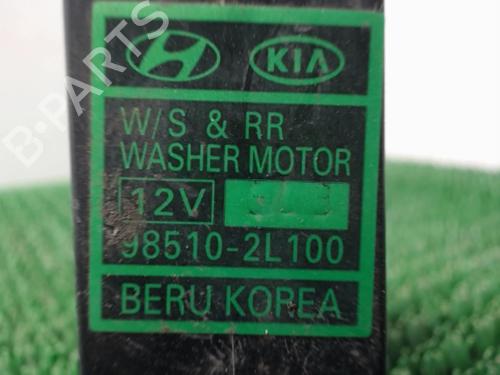 KIA
W/S & RR
WASHER MOTOR
12V
98510-2L100
BERU KOREA
B-PARTS